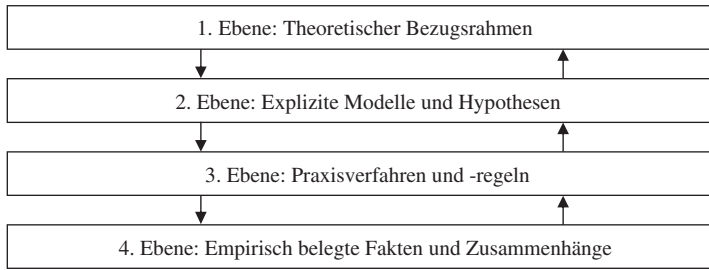 1. Ebene: Theoretischer Bezugsrahmen
2. Ebene: Explizite Modelle und Hypothesen
3. Ebene: Praxisverfahren und -regeln
4. Ebene: Empirisch belegte Fakten und Zusammenhänge